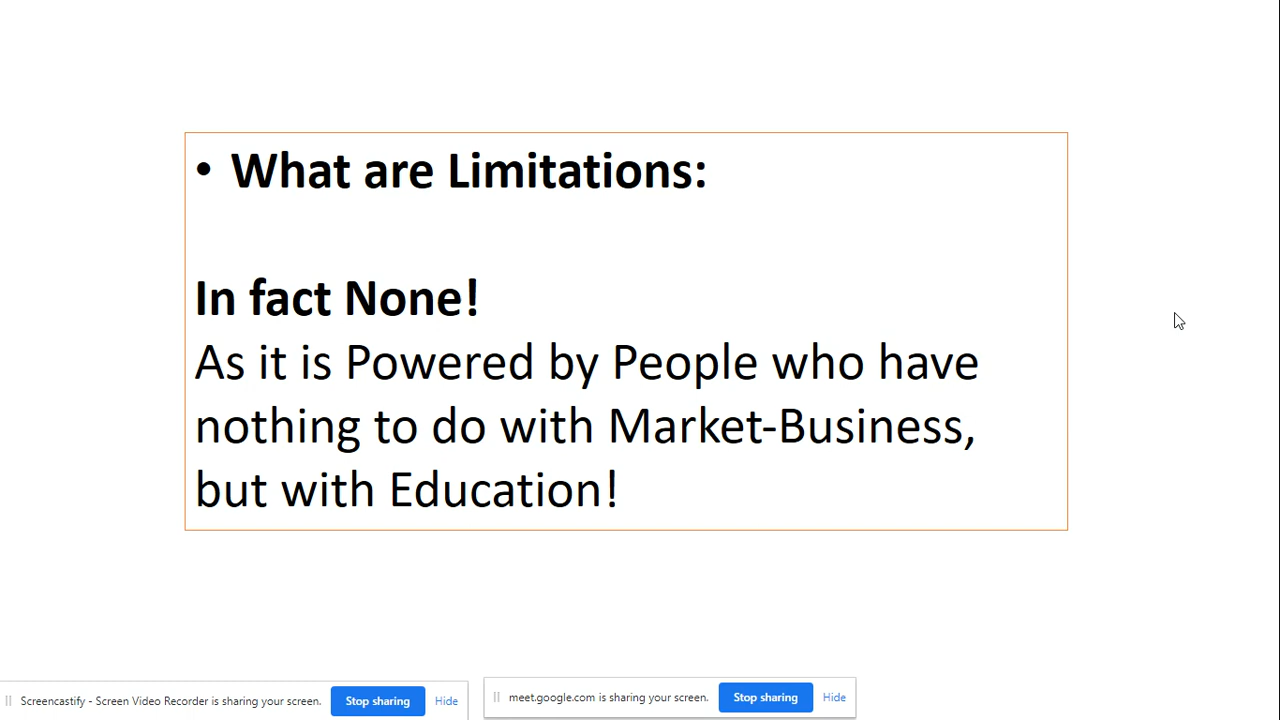 • What are Limitations:
In fact None!
As it is Powered by People who have
nothing to do with Market-Business,
but with Education!
Screencastify - Screen Video Recorder is sharing your screen. Stop sharing Hide
meet.google.com is sharing your screen. Stop sharing Hide